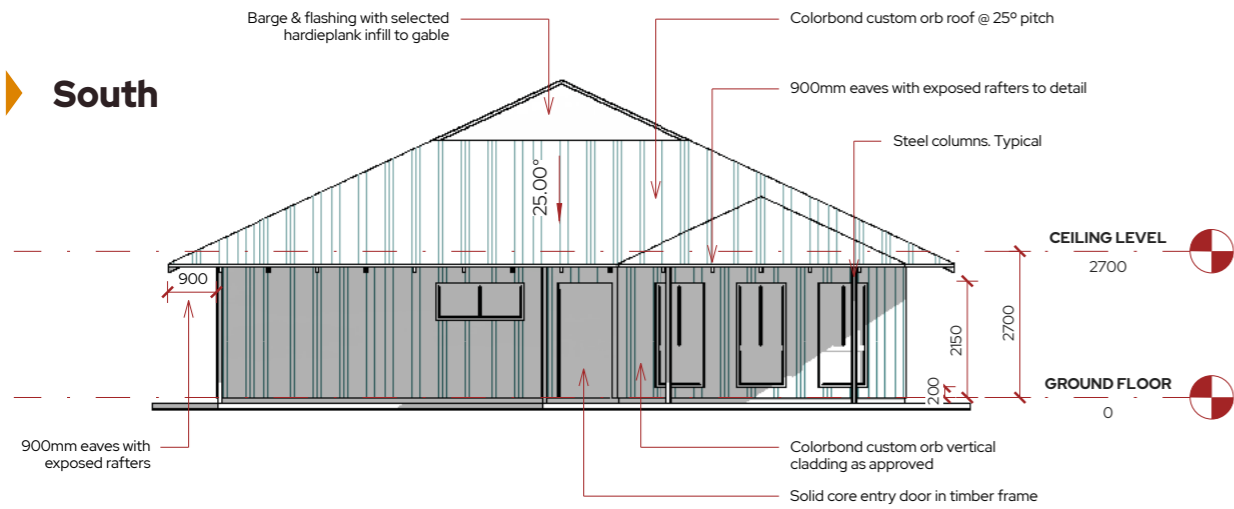 Barge & flashing with selected
hardieplank infill to gable
Colorbond custom orb roof @ 25º pitch
South
900mm eaves with exposed rafters to detail
Steel columns. Typical
25.00°
CEILING LEVEL
2700
900
2150
2700
200
GROUND FLOOR
0
900mm eaves with
exposed rafters
Colorbond custom orb vertical
cladding as approved
Solid core entry door in timber frame